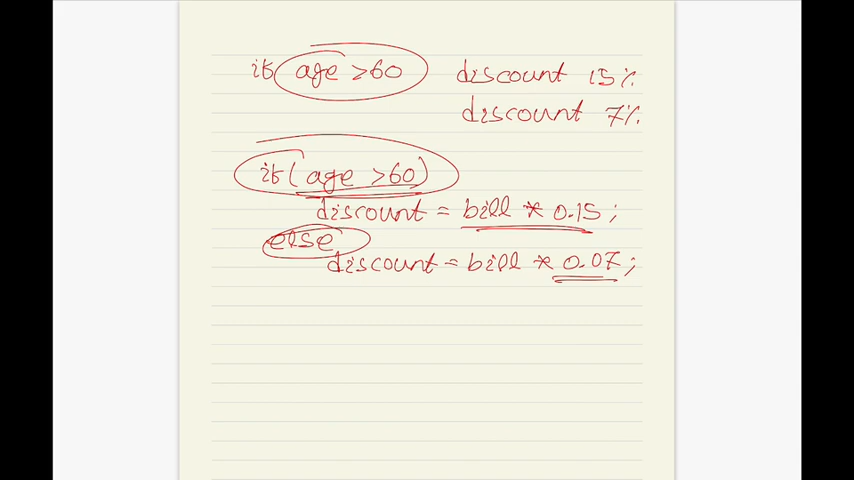 if age >60 discount 15%
discount 7%
if(age >60)
discount = bill * 0.15 ;
else
discount = bill * 0.07 ;